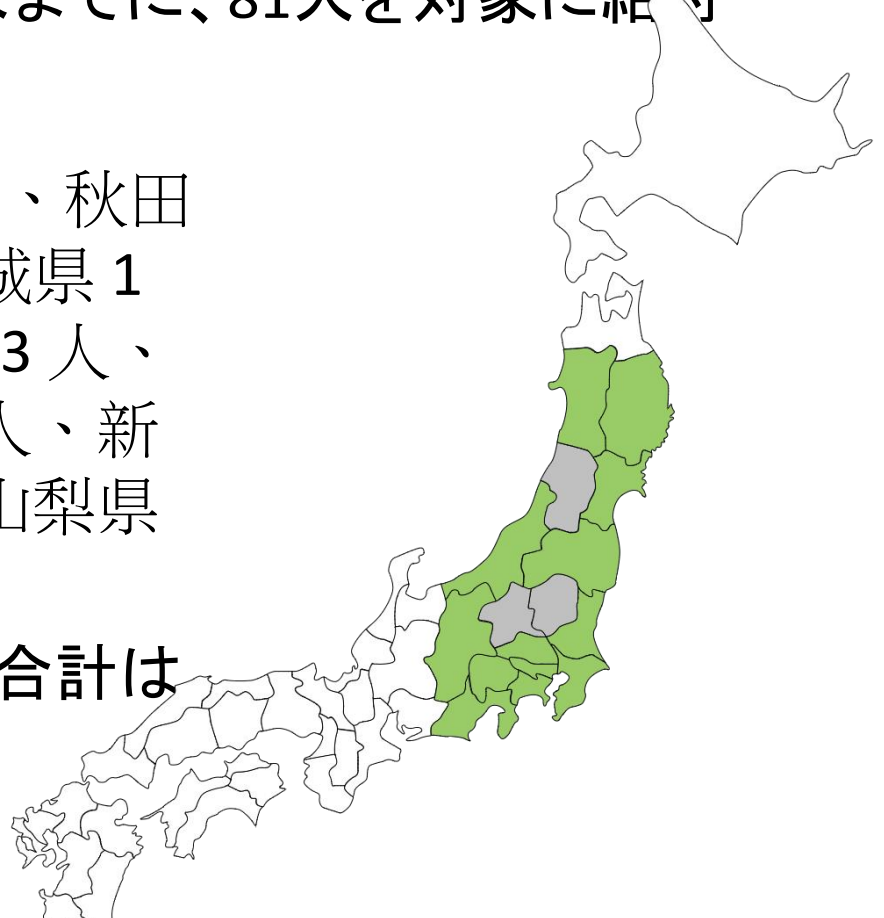 までに、81人を対象に給付
、秋田
城県 1
3 人、
人、新
山梨県
合計は